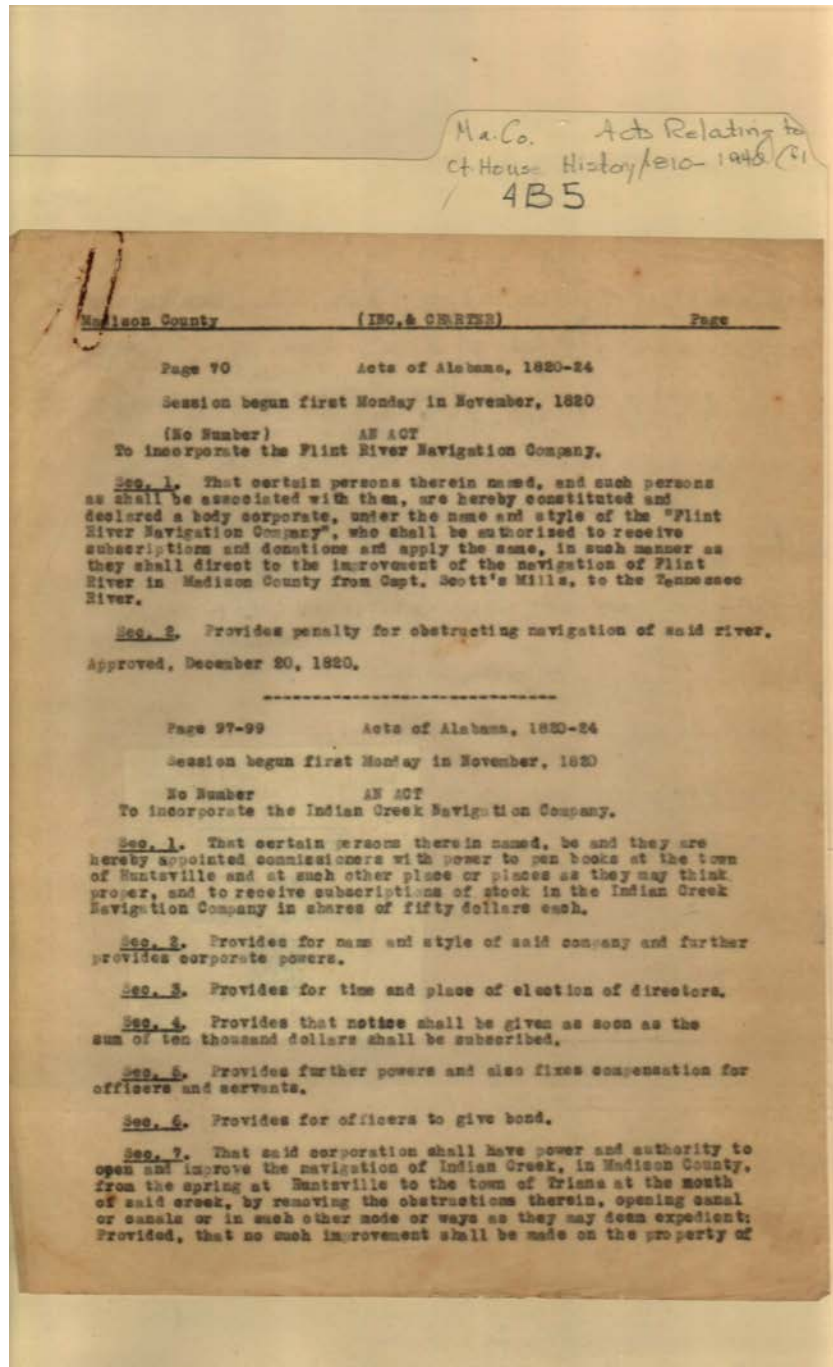 Ma. Co. Acts Relating to
Ct House History 1810-1940
4B5
Madison County (INC. & CHARTER) Page
Page 70 Acts of Alabama, 1820-24
Session begun first Monday in November, 1820
(No Number) AN ACT
To incorporate the Flint River Navigation Company.
Sec. 1. That certain persons therein named, and such persons
as shall be associated with them, are hereby constituted and
declared a body corporate, under the name and style of the "Flint
River Navigation Company", who shall be authorised to receive
subscriptions and donations and apply the same, in such manner as
they shall direct to the improvement of the navigation of Flint
River in Madison County from Capt. Scott's Mills, to the Tennessee
River.
Sec. 2. Provides penalty for obstructing navigation of said river.
Approved, December 20, 1820.
Page 97-99 Acts of Alabama, 1820-24
Session begun first Monday in November, 1820
No Number AN ACT
To incorporate the Indian Creek Navigation Company.
Sec. 1. That certain persons therein named, be and they are
hereby appointed commissioners with power to pen books at the town
of Huntsville and at such other place or places as they may think
proper, and to receive subscriptions of stock in the Indian Creek
Navigation Company in shares of fifty dollars each.
Sec. 2. Provides for name and style of said company and further
provides corporate powers.
Sec. 3. Provides for time and place of election of directors.
Sec. 4. Provides that notice shall be given as soon as the
sum of ten thousand dollars shall be subscribed.
Sec. 5. Provides further powers and also fixes compensation for
officers and servants.
Sec. 6. Provides for officers to give bond.
Sec. 7. That said corporation shall have power and authority to
open and improve the navigation of Indian Creek, in Madison County,
from the spring at Huntsville to the town of Triana at the mouth
of said creek, by removing the obstructions therein, opening canal
or canals or in such other mode or ways as they may deem expedient;
Provided, that no such improvement shall be made on the property of